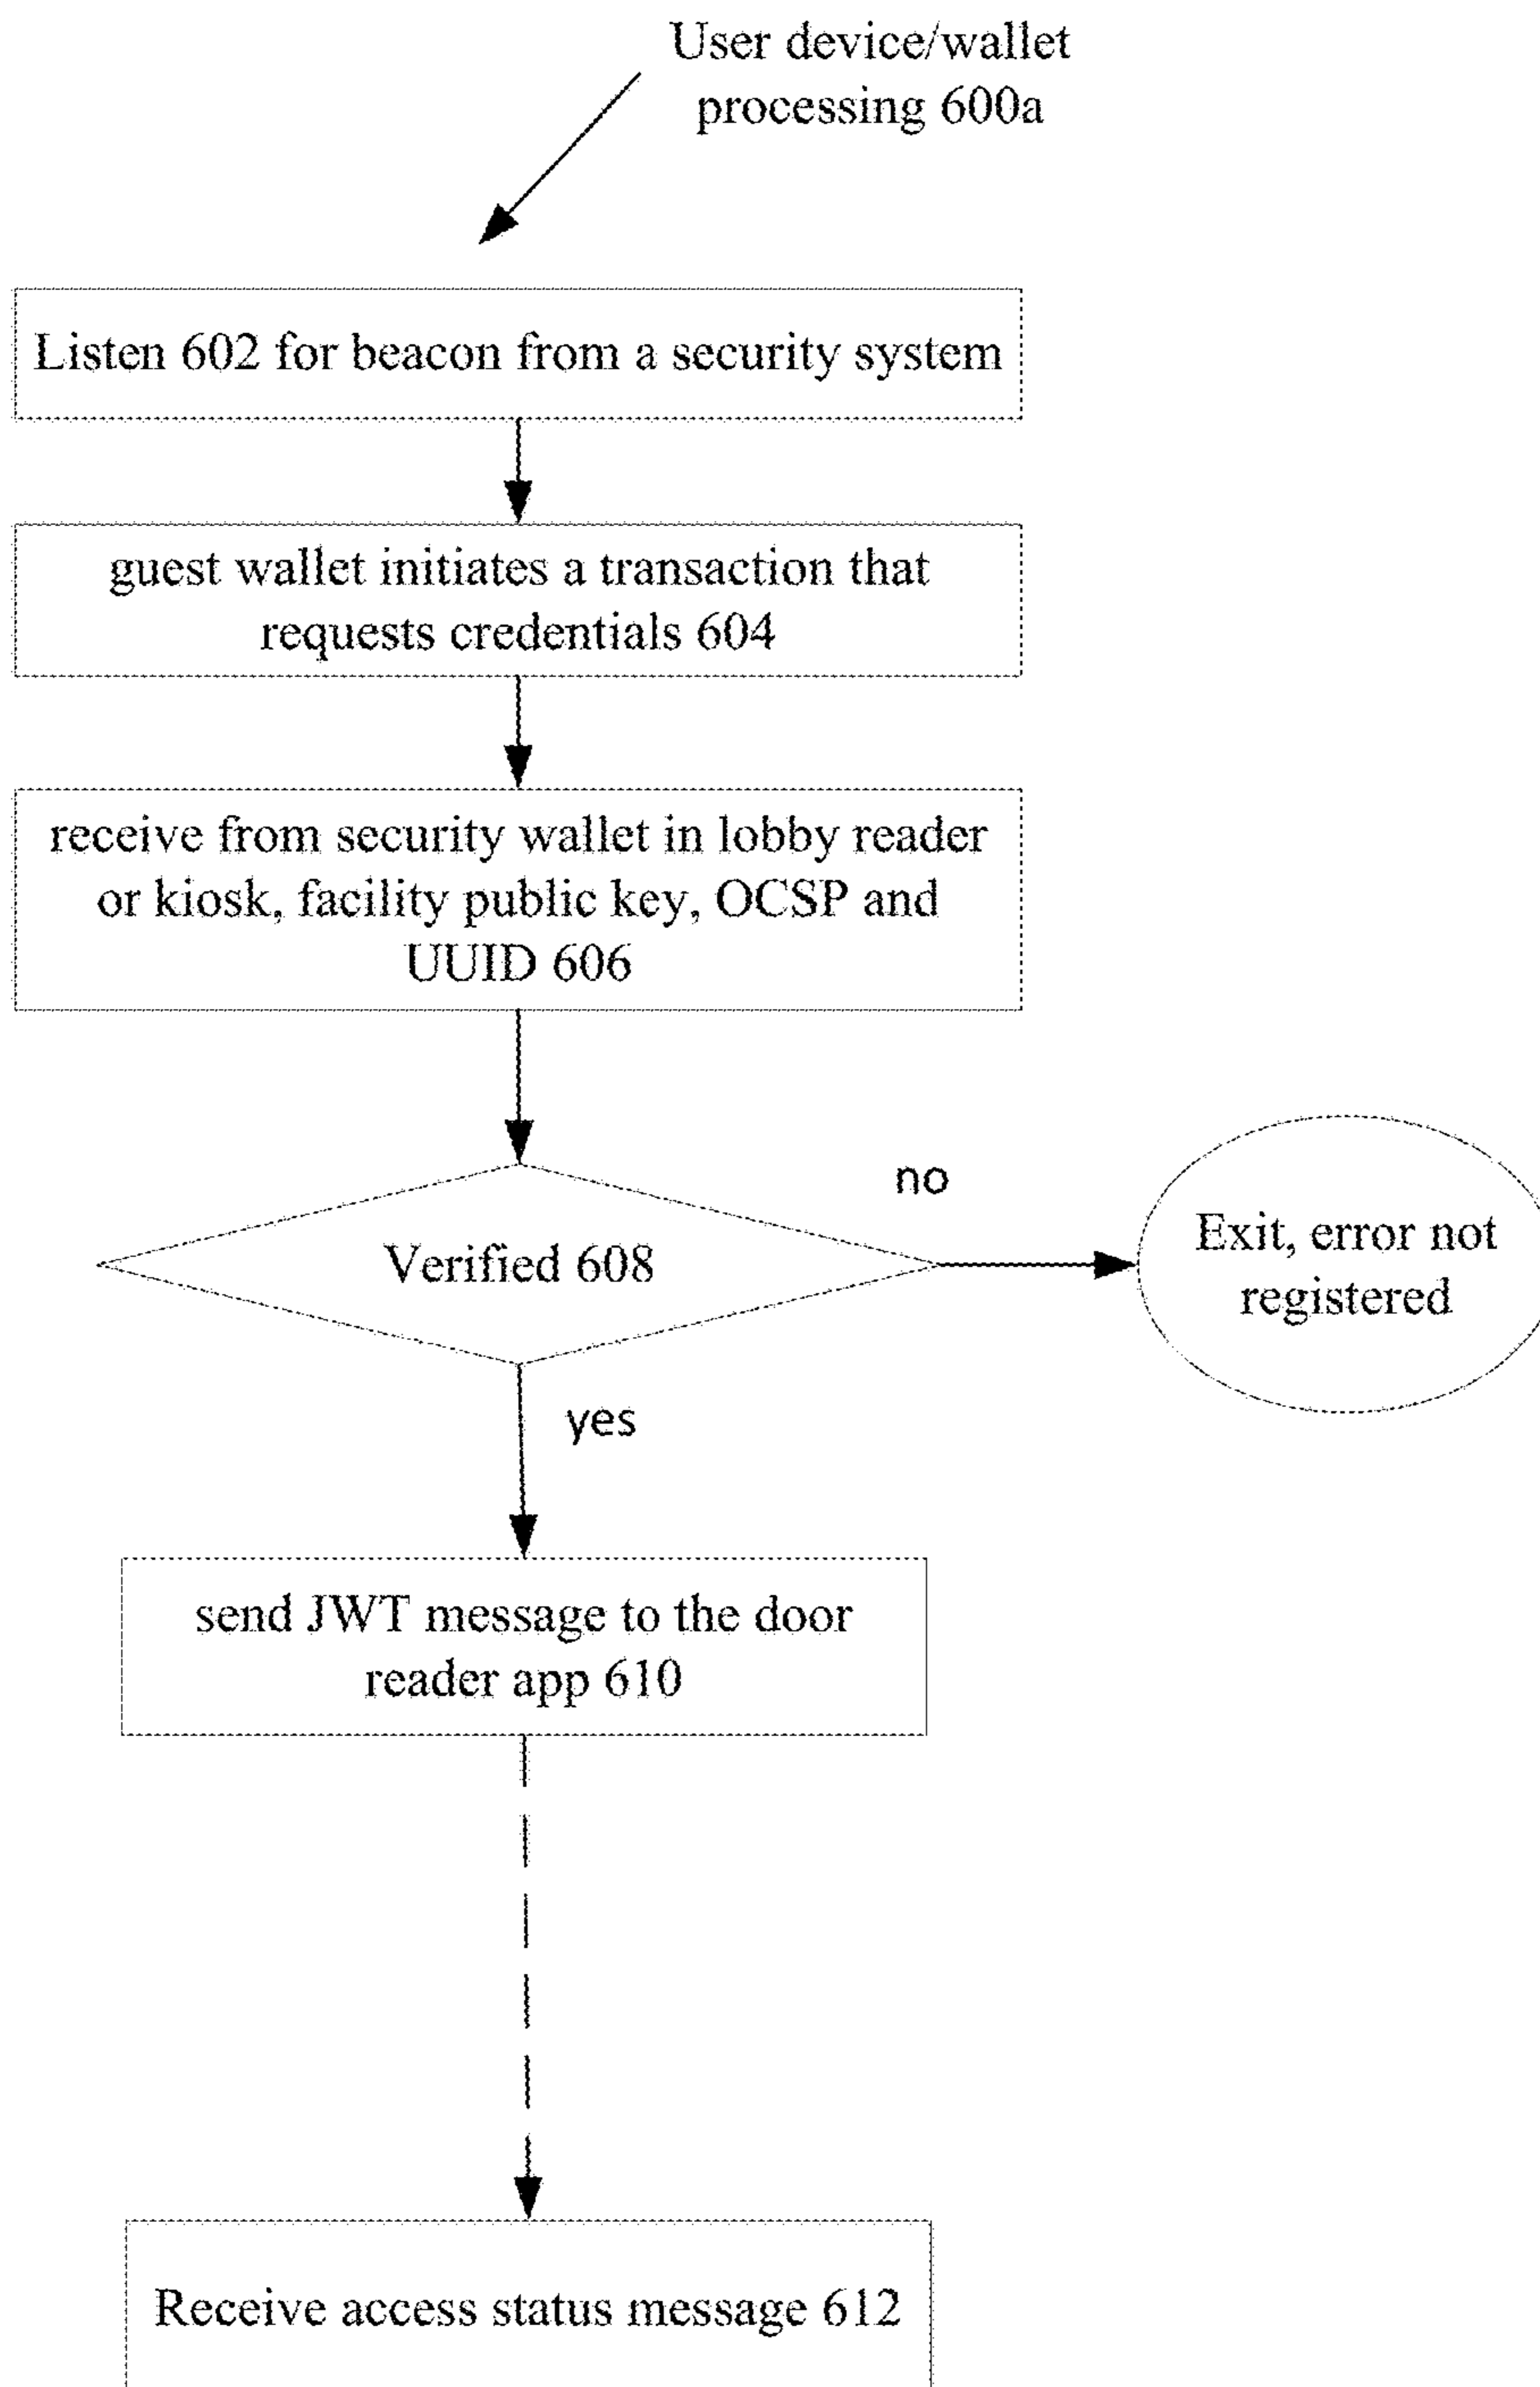 User device/wallet
processing 600a
Listen 602 for beacon from a security system
guest wallet initiates a transaction that
requests credentials 604
receive from security wallet in lobby reader
or kiosk, facility public key, OCSP and
UUID 606
no
Verified 608
Exit, error not
registered
yes
send JWT message to the door
reader app 610
Receive access status message 612